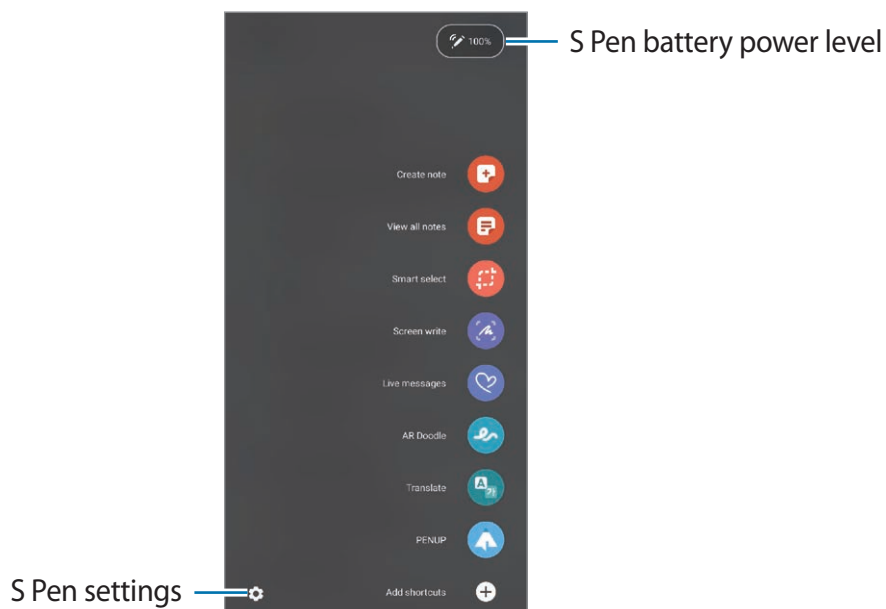 100%
S Pen battery power level
Create note
View all notes
Smart select
Screen write
Live messages
AR Doodle
A 가
Translate
PENUP
S Pen settings
Add shortcuts